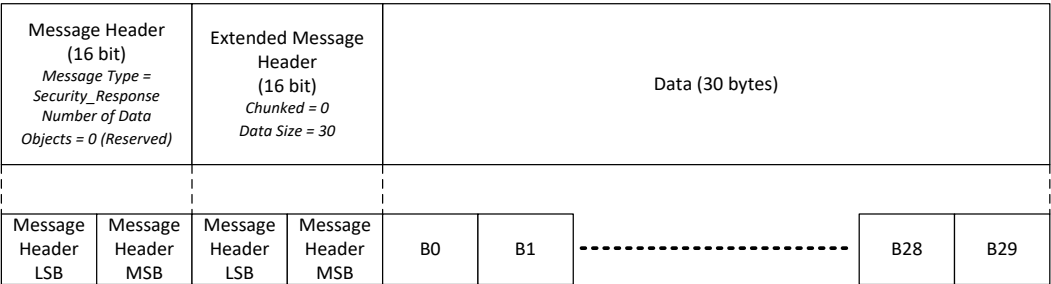 Message Header
(16 bit)
Message Type =
Security_Response
Number of Data
Objects = 0 (Reserved)
Extended Message
Header
(16 bit)
Chunked = 0
Data Size = 30
Data (30 bytes)
Message
Header
LSB
Message
Header
MSB
Message
Header
LSB
Message
Header
MSB
B0
B1
B28
B29